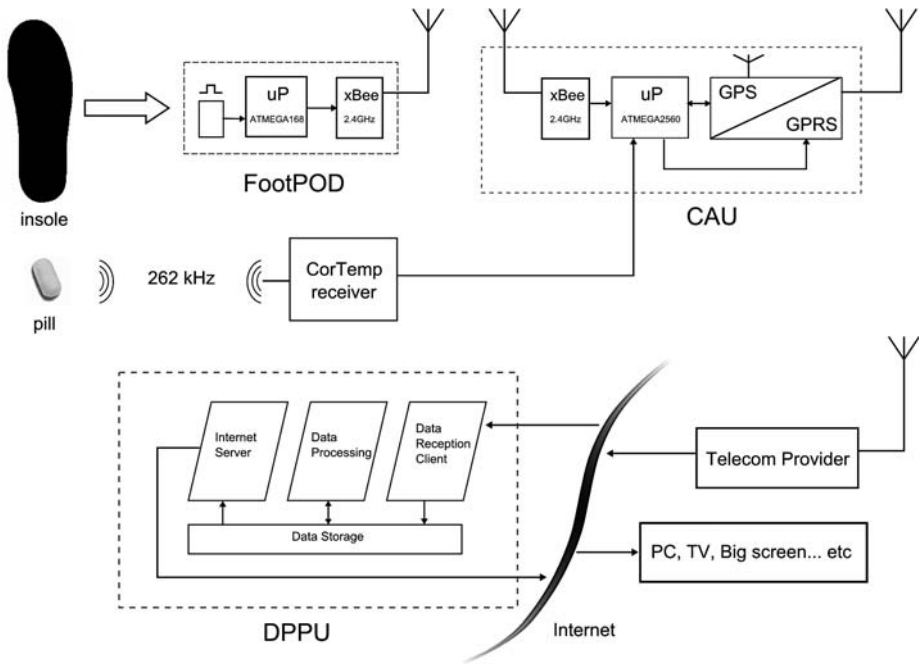 insole
uP
ATMEGA168
xBee
2.4GHz
FootPOD
xBee
2.4GHz
uP
ATMEGA2560
GPS
GPRS
CAU
pill
262 kHz
CorTemp
receiver
Internet
Server
Data
Processing
Data
Reception
Client
Data Storage
DPPU
Telecom Provider
PC, TV, Big screen... etc
Internet